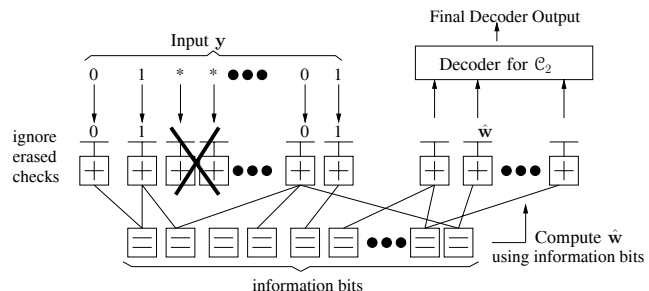 Final Decoder Output
Input y
Decoder for 𝒞₂
0 1 * * ●●● 0 1
0 1 0 1 ŵ
ignore
erased
checks
+ + + + ●●● + + + + ●●● +
= = = = = = ●●● = =
Compute ŵ
using information bits
information bits